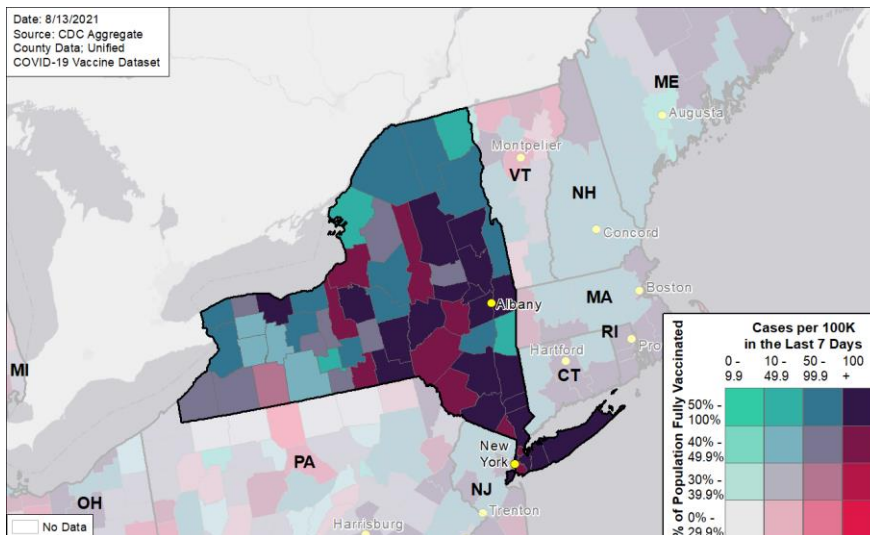 Date: 8/13/2021
Source: CDC Aggregate
County Data; Unified
COVID-19 Vaccine Dataset
ME
Augusta
Montpelier
VT
NH
Concord
Albany
MA
Boston
RI
Pro
Hartford
CT
MI
New
York
PA
NJ
OH
Trenton
Harrisburg
No Data
Cases per 100K
in the Last 7 Days
0 - 10 - 50 - 100
9.9 49.9 99.9 +
% of Population Fully Vaccinated
50% -
100%
40% -
49.9%
30% -
39.9%
0% -
29.9%